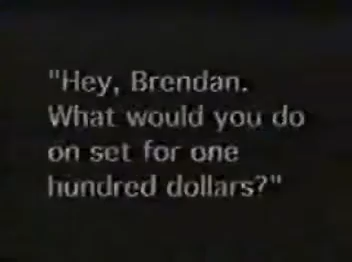 "Hey, Brendan.
What would you do
on set for one
hundred dollars?"